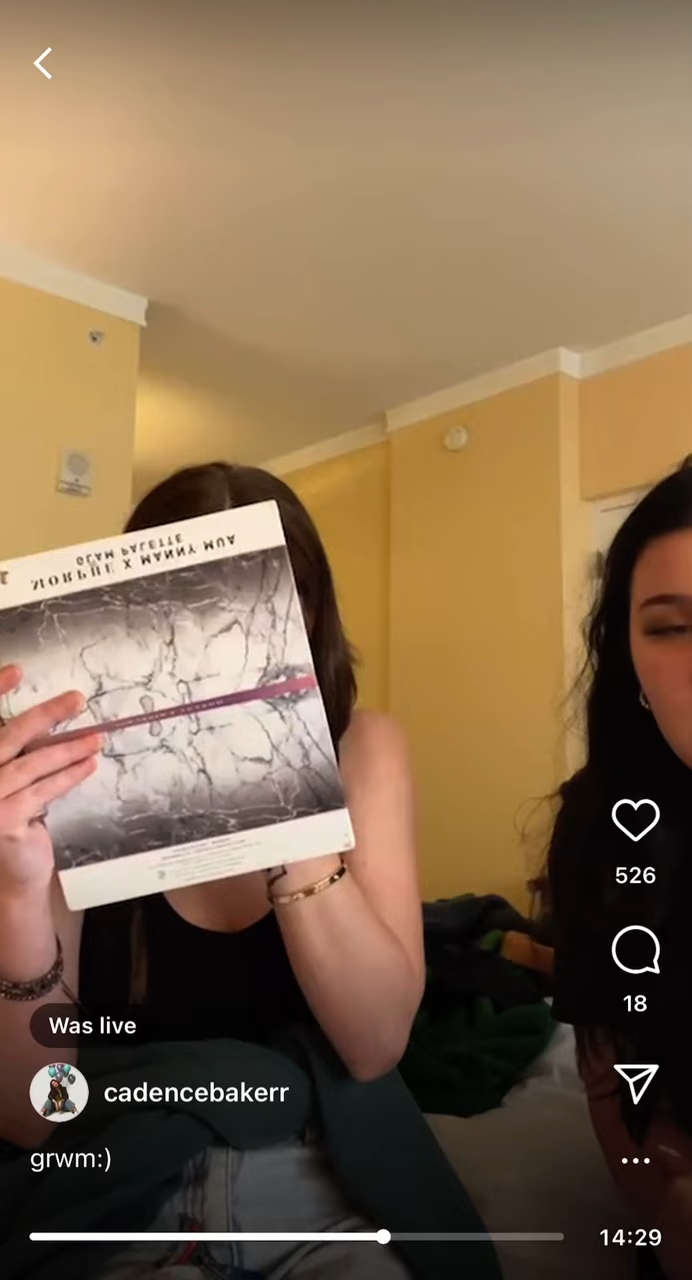 GLAM PALETTE
MORPHE X MANNY MUA
526
18
Was live
cadencebakerr
grwm:)
14:29